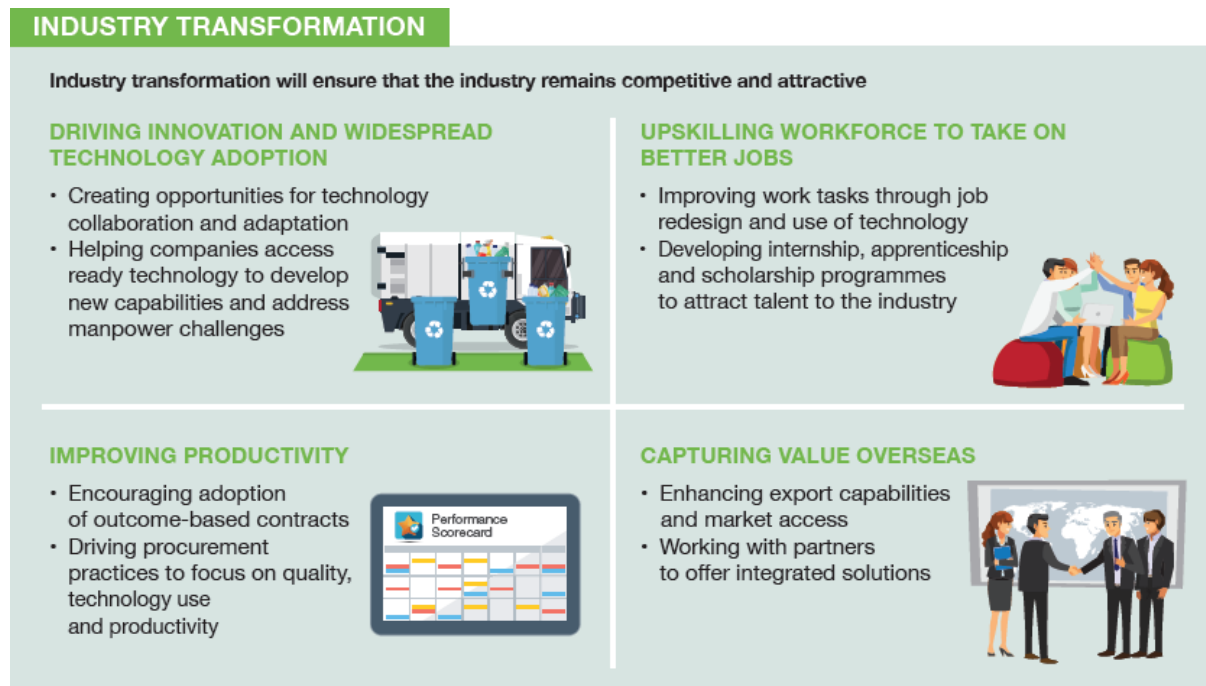 INDUSTRY TRANSFORMATION
Industry transformation will ensure that the industry remains competitive and attractive
DRIVING INNOVATION AND WIDESPREAD
TECHNOLOGY ADOPTION
• Creating opportunities for technology
collaboration and adaptation
• Helping companies access
ready technology to develop
new capabilities and address
manpower challenges
UPSKILLING WORKFORCE TO TAKE ON
BETTER JOBS
• Improving work tasks through job
redesign and use of technology
• Developing internship, apprenticeship
and scholarship programmes
to attract talent to the industry
IMPROVING PRODUCTIVITY
• Encouraging adoption
of outcome-based contracts
• Driving procurement
practices to focus on quality,
technology use
and productivity
Performance
Scorecard
CAPTURING VALUE OVERSEAS
• Enhancing export capabilities
and market access
• Working with partners
to offer integrated solutions